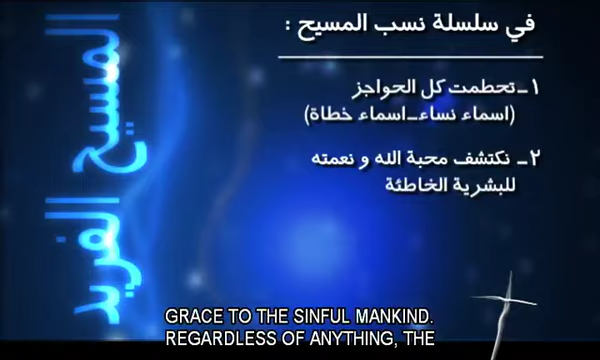 في سلسلة نسب المسيح :
١ـ تحطمت كل الحواجز
(اسماء نساء ـ اسماء خطاة)
٢ـ نكتشف محبة الله و نعمته
للبشرية الخاطئة
المسيح الفريد
GRACE TO THE SINFUL MANKIND.
REGARDLESS OF ANYTHING, THE